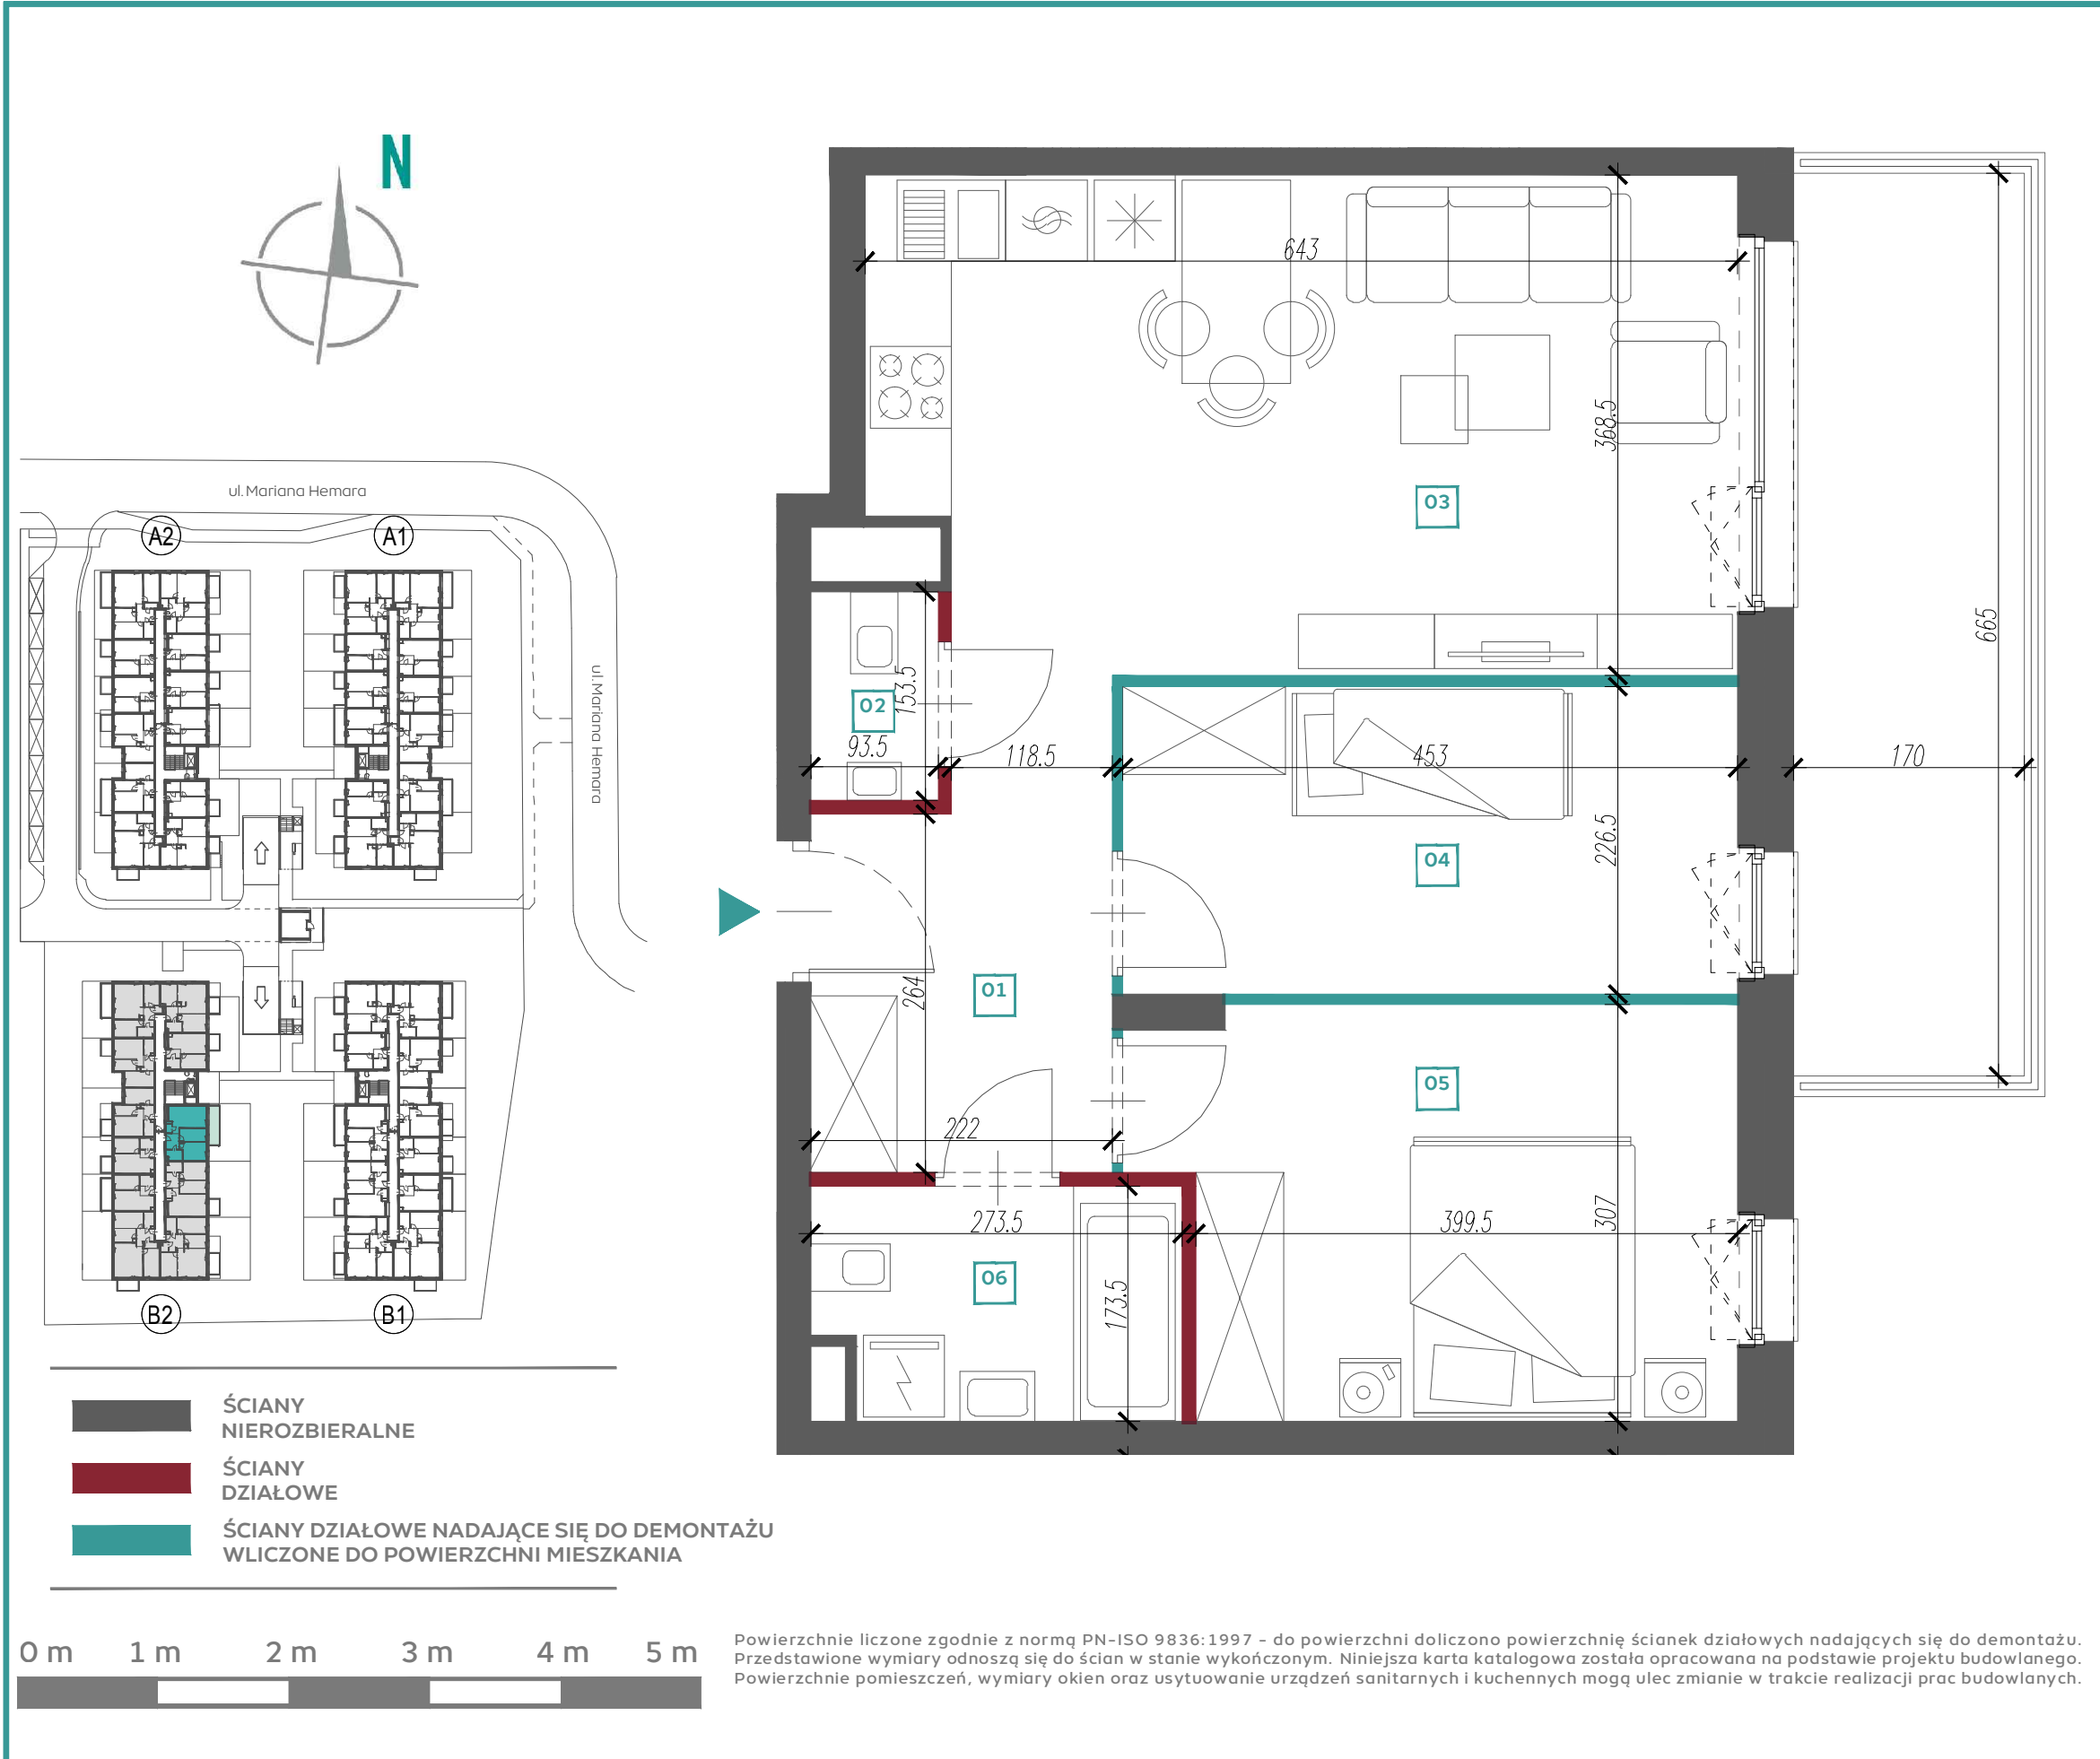 N
ul. Mariana Hemara
A2
A1
ul. Mariana Hemara
B2
B1
643
368.5
03
665
153.5
02
93.5
118.5
453
170
226.5
04
264
01
05
222
273.5
399.5
307
06
173.5
ŚCIANY
NIEROZBIERALNE
ŚCIANY
DZIAŁOWE
ŚCIANY DZIAŁOWE NADAJĄCE SIĘ DO DEMONTAŻU
WLICZONE DO POWIERZCHNI MIESZKANIA
0 m 1 m 2 m 3 m 4 m 5 m
Powierzchnie liczone zgodnie z normą PN-ISO 9836:1997 - do powierzchni doliczono powierzchnię ścianek działowych nadających się do demontażu.
Przedstawione wymiary odnoszą się do ścian w stanie wykończonym. Niniejsza karta katalogowa została opracowana na podstawie projektu budowlanego.
Powierzchnie pomieszczeń, wymiary okien oraz usytuowanie urządzeń sanitarnych i kuchennych mogą ulec zmianie w trakcie realizacji prac budowlanych.